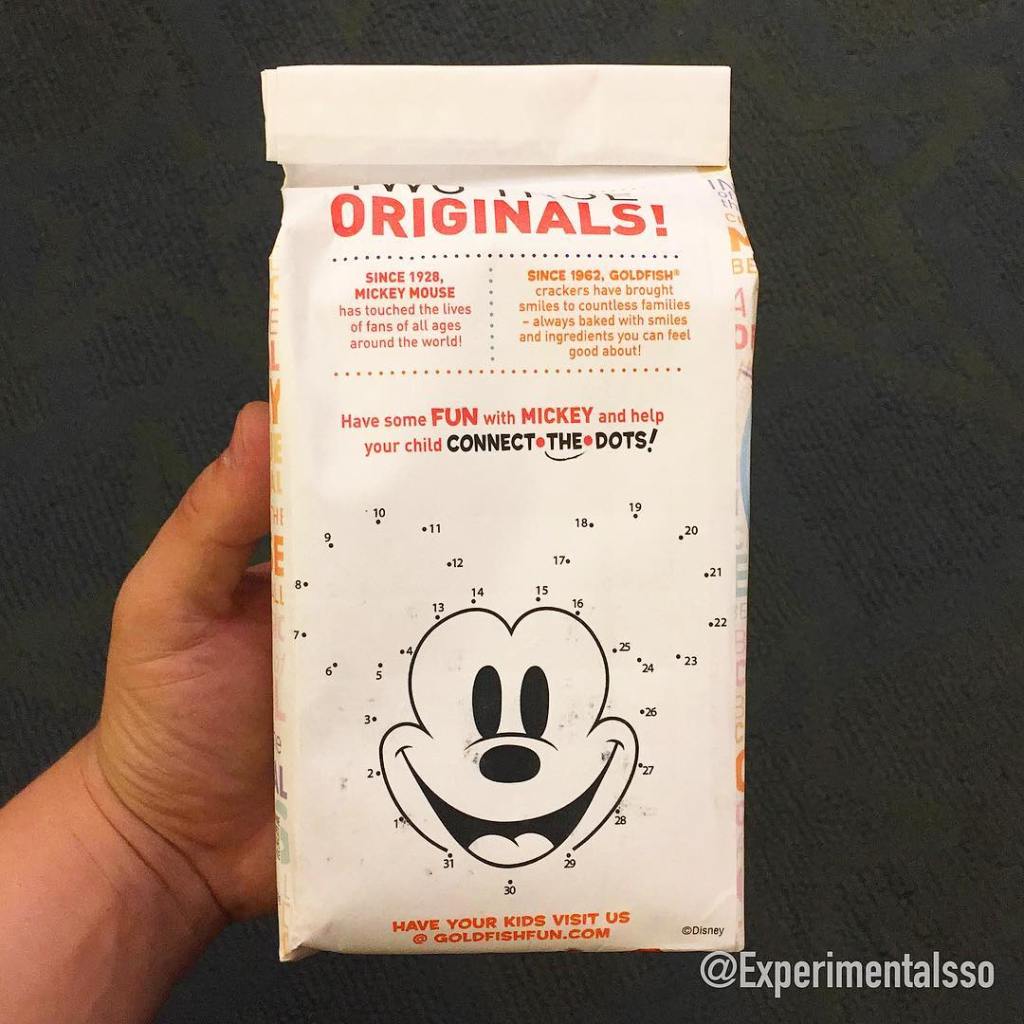 TWO TRUE
ORIGINALS!
SINCE 1928,
MICKEY MOUSE
has touched the lives
of fans of all ages
around the world!
SINCE 1962, GOLDFISH®
crackers have brought
smiles to countless families
– always baked with smiles
and ingredients you can feel
good about!
Have some FUN with MICKEY and help
your child CONNECT•THE•DOTS!
10
19
11
18
20
9
12
17
21
8
14
15
13
16
22
7
4
25
6
5
24
23
3
26
2
27
1
28
31
29
30
HAVE YOUR KIDS VISIT US
@ GOLDFISHFUN.COM
©Disney
@Experimentalsso